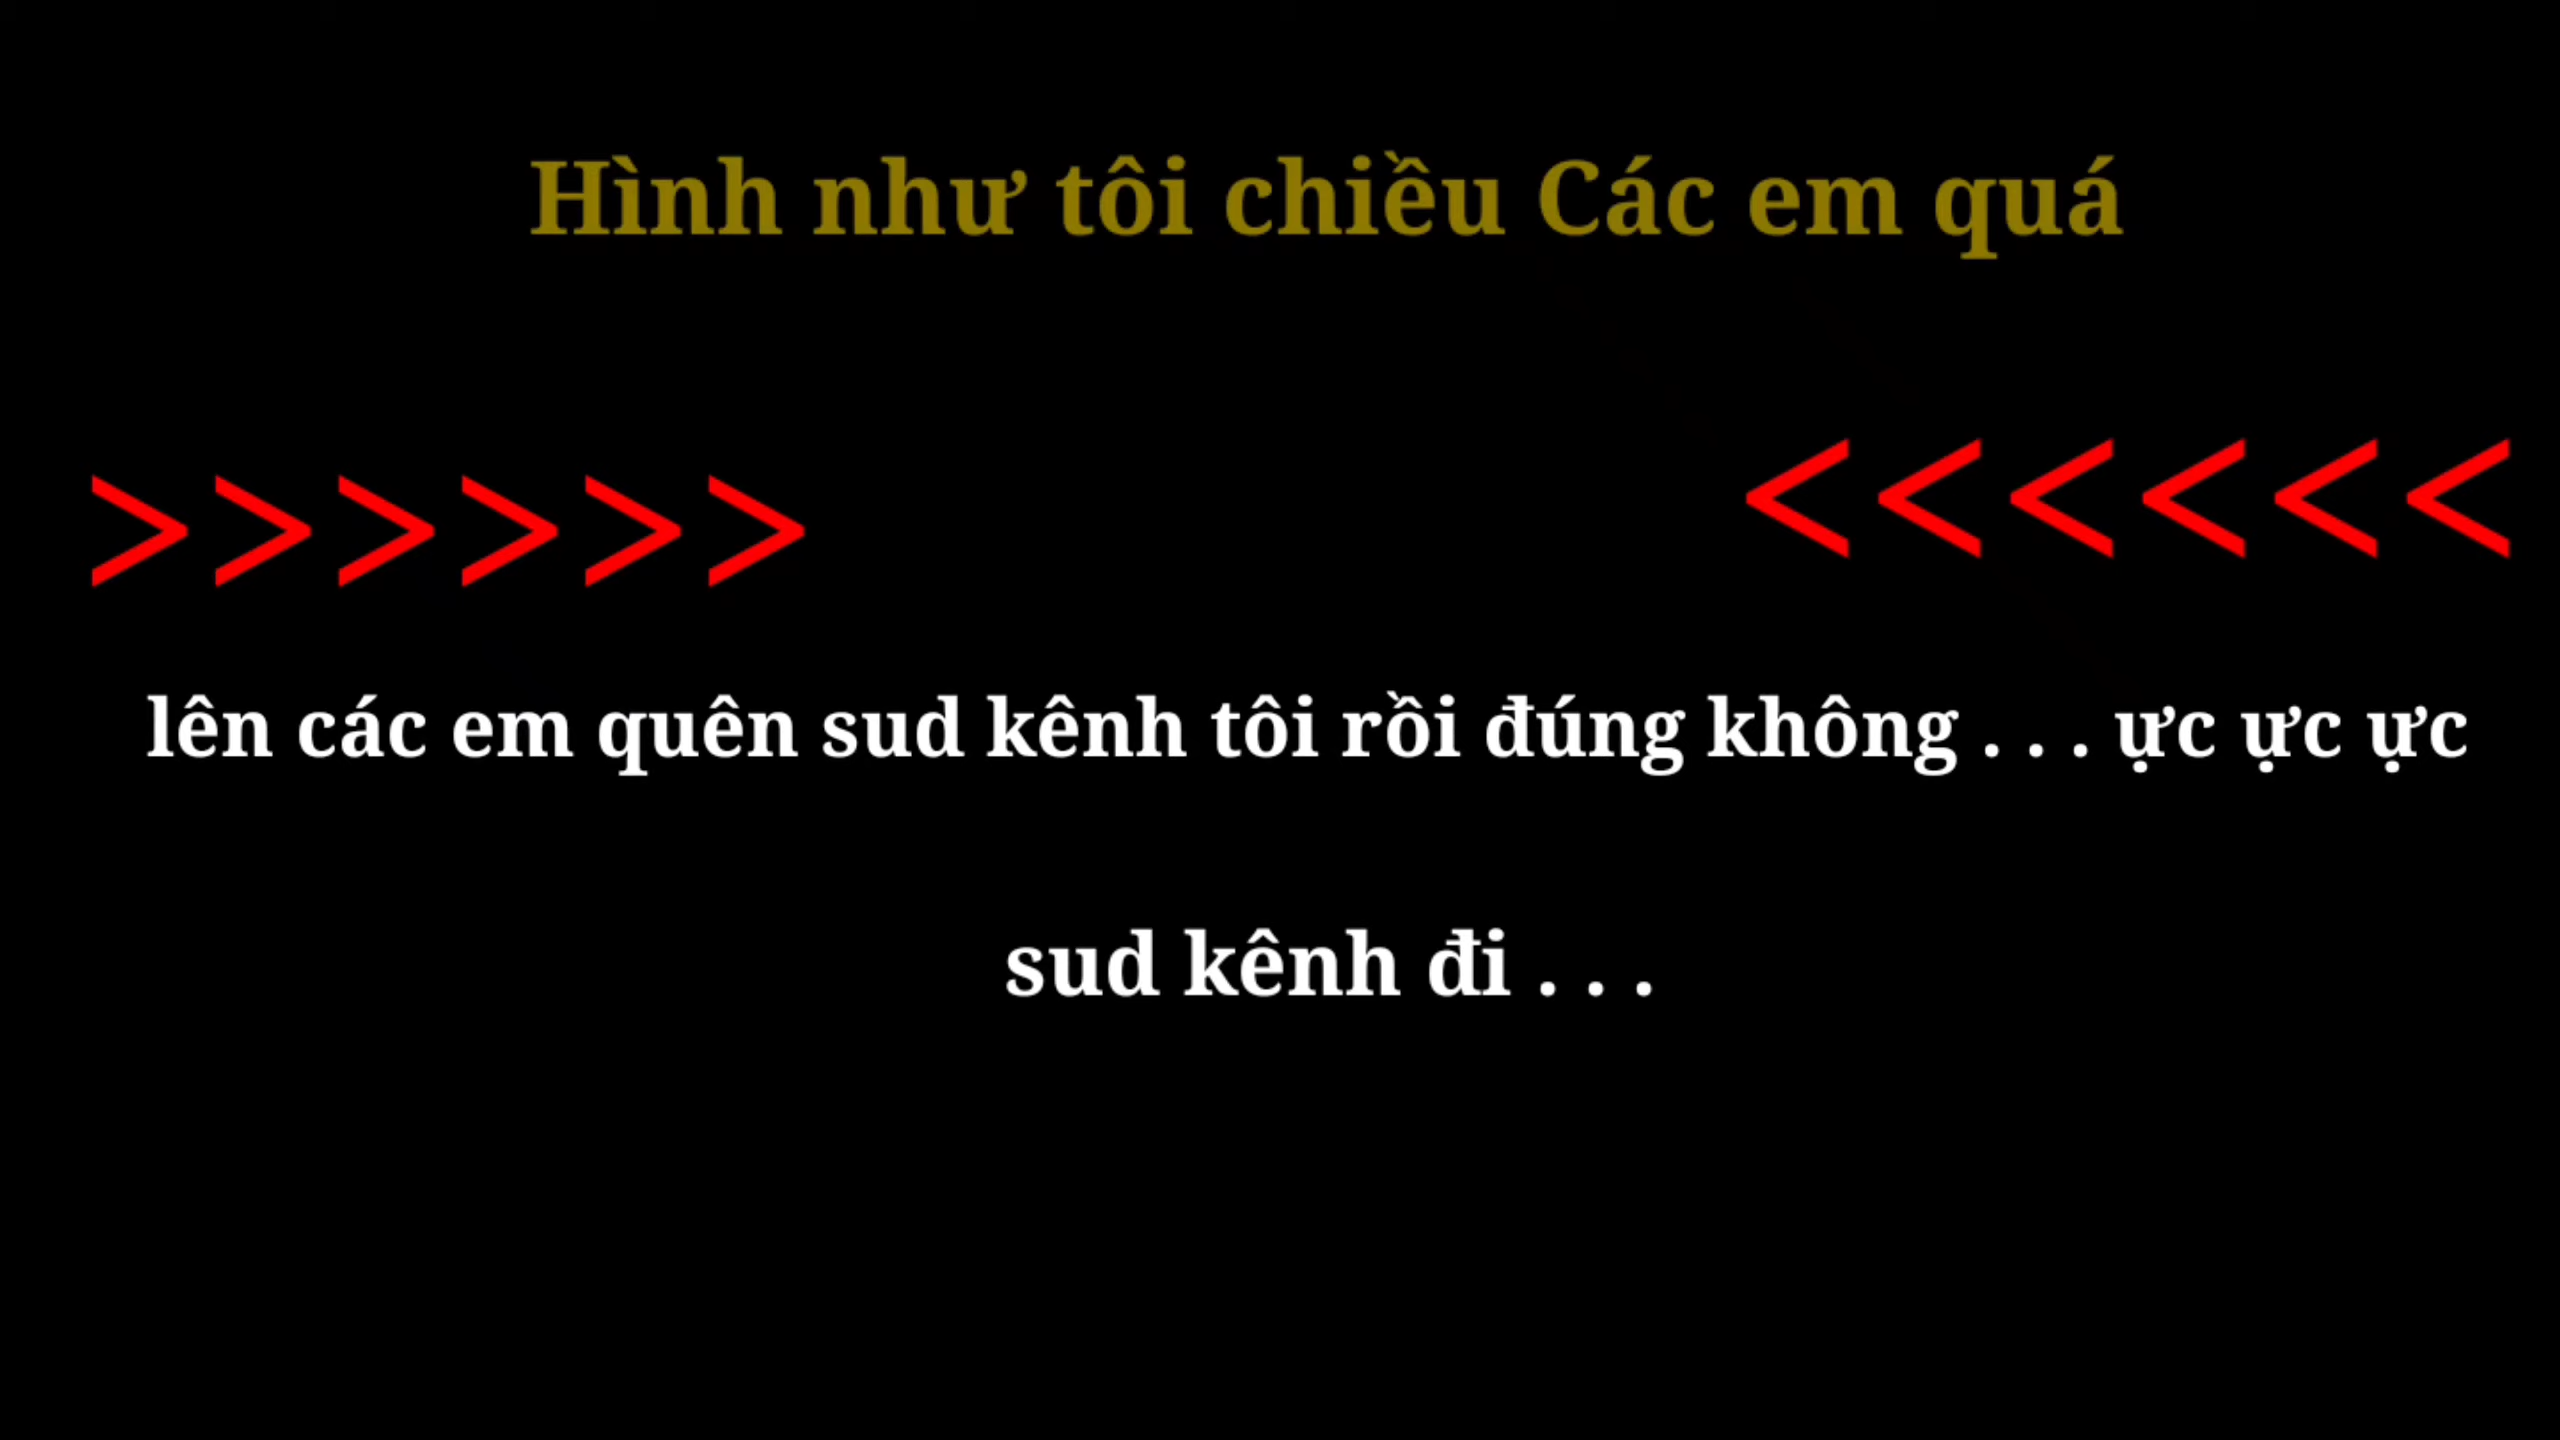 Hình như tôi chiều Các em quá
>>>>>> <<<<<<
lên các em quên sud kênh tôi rồi đúng không . . . ực ực ực
sud kênh đi . . .